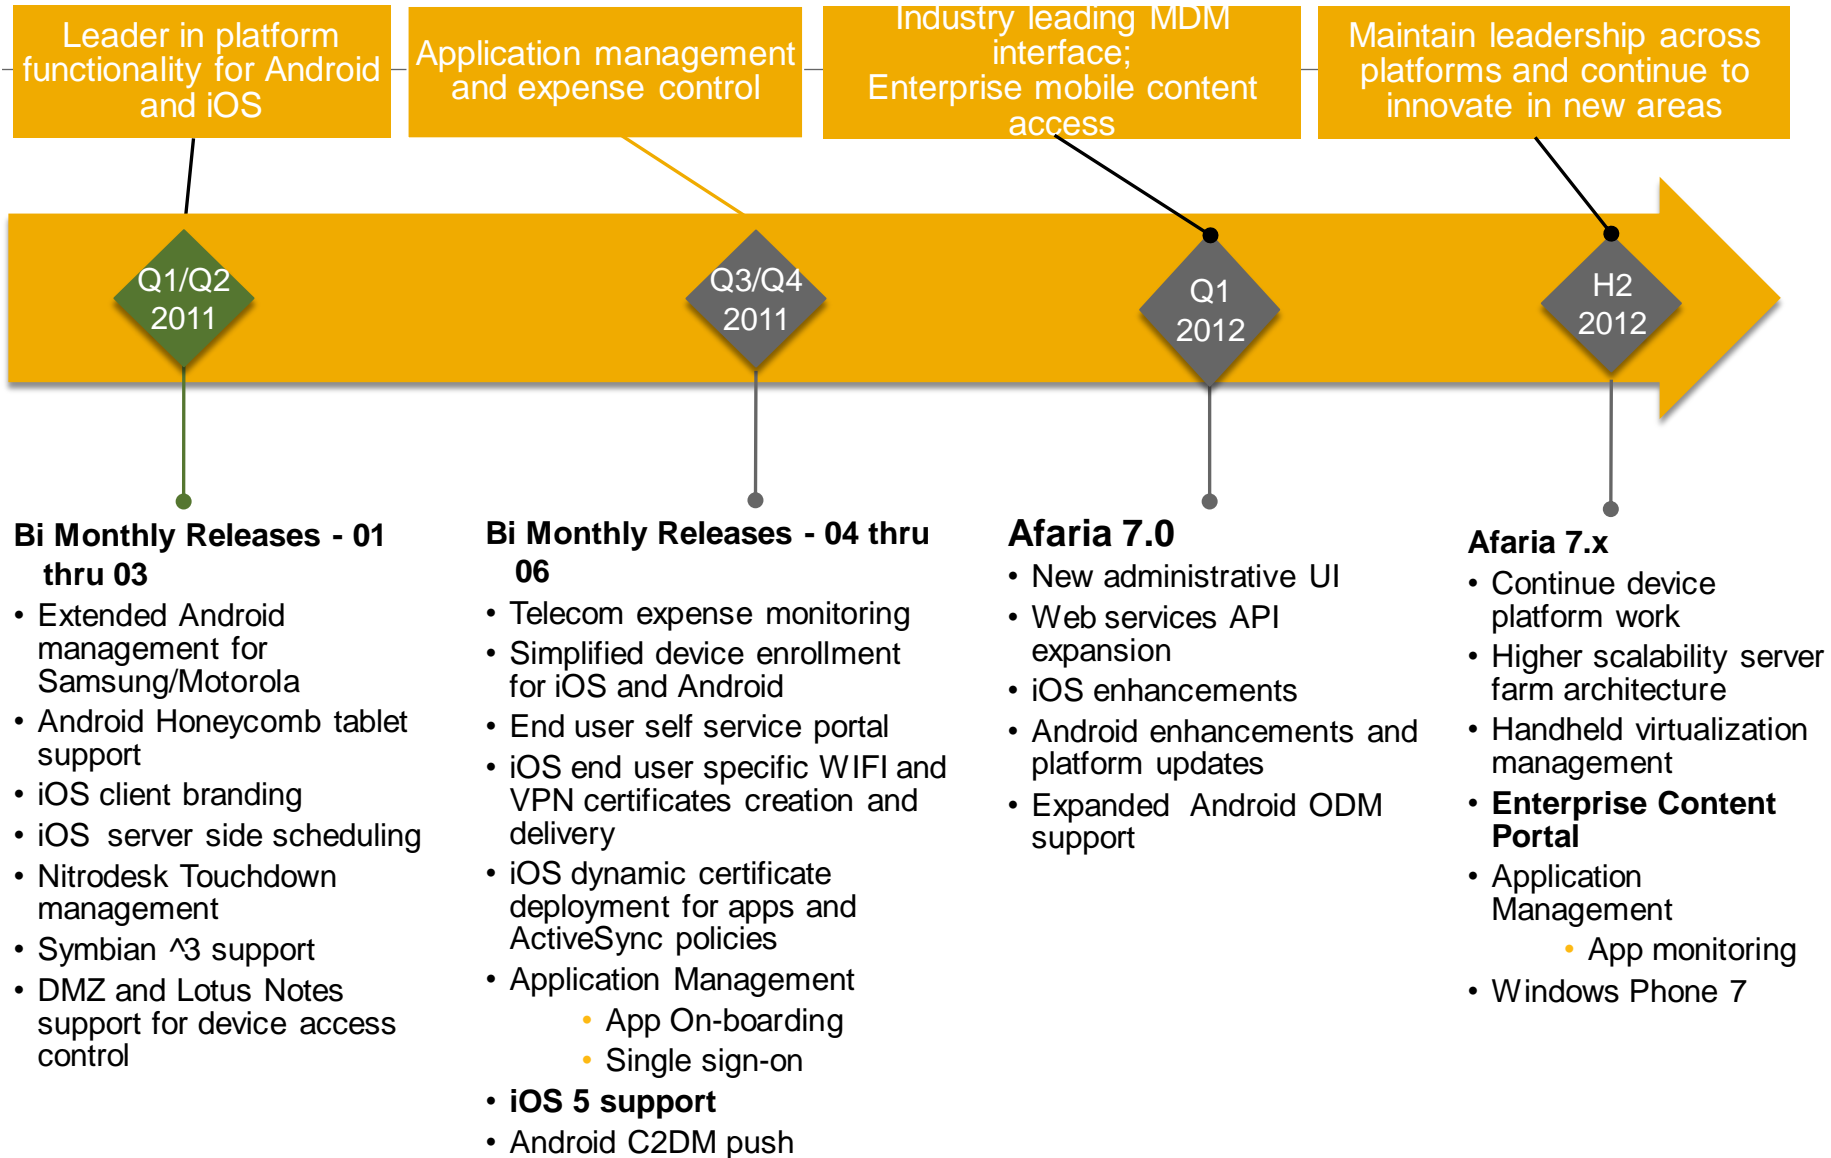 Leader in platform
functionality for Android
and iOS
Application management
and expense control
Industry leading MDM
interface;
Enterprise mobile content
access
Maintain leadership across
platforms and continue to
innovate in new areas
Q1/Q2
2011
Q3/Q4
2011
Q1
2012
H2
2012
Bi Monthly Releases - 01
thru 03
• Extended Android
management for
Samsung/Motorola
• Android Honeycomb tablet
support
• iOS client branding
• iOS server side scheduling
• Nitrodesk Touchdown
management
• Symbian ^3 support
• DMZ and Lotus Notes
support for device access
control
Bi Monthly Releases - 04 thru
06
• Telecom expense monitoring
• Simplified device enrollment
for iOS and Android
• End user self service portal
• iOS end user specific WIFI and
VPN certificates creation and
delivery
• iOS dynamic certificate
deployment for apps and
ActiveSync policies
• Application Management
• App On-boarding
• Single sign-on
• iOS 5 support
• Android C2DM push
Afaria 7.0
• New administrative UI
• Web services API
expansion
• iOS enhancements
• Android enhancements and
platform updates
• Expanded Android ODM
support
Afaria 7.x
• Continue device
platform work
• Higher scalability server
farm architecture
• Handheld virtualization
management
• Enterprise Content
Portal
• Application
Management
• App monitoring
• Windows Phone 7